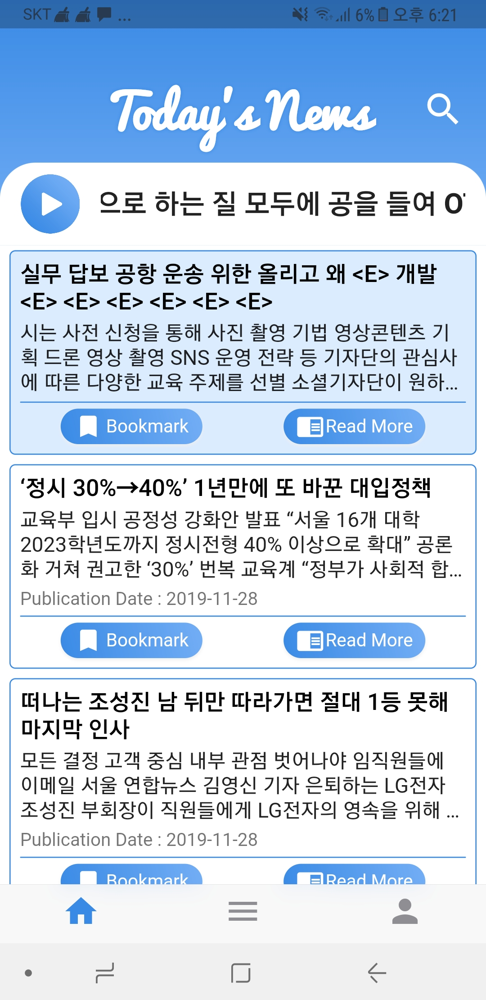 SKT ... 6% 오후 6:21
Today's News
으로 하는 질 모두에 공을 들여
실무 답보 공항 운송 위한 올리고 왜 <E> 개발
<E> <E> <E> <E> <E> <E>
시는 사전 신청을 통해 사진 촬영 기법 영상콘텐츠 기
획 드론 영상 촬영 SNS 운영 전략 등 기자단의 관심사
에 따른 다양한 교육 주제를 선별 소셜기자단이 원하...
Bookmark Read More
‘정시 30%→40%’ 1년만에 또 바꾼 대입정책
교육부 입시 공정성 강화안 발표 “서울 16개 대학
2023학년도까지 정시전형 40% 이상으로 확대” 공론
화 거쳐 권고한 ‘30%’ 번복 교육계 “정부가 사회적 합...
Publication Date : 2019-11-28
Bookmark Read More
떠나는 조성진 남 뒤만 따라가면 절대 1등 못해
마지막 인사
모든 결정 고객 중심 내부 관점 벗어나야 임직원들에
이메일 서울 연합뉴스 김영신 기자 은퇴하는 LG전자
조성진 부회장이 직원들에게 LG전자의 영속을 위해 ...
Publication Date : 2019-11-28
Bookmark Read More